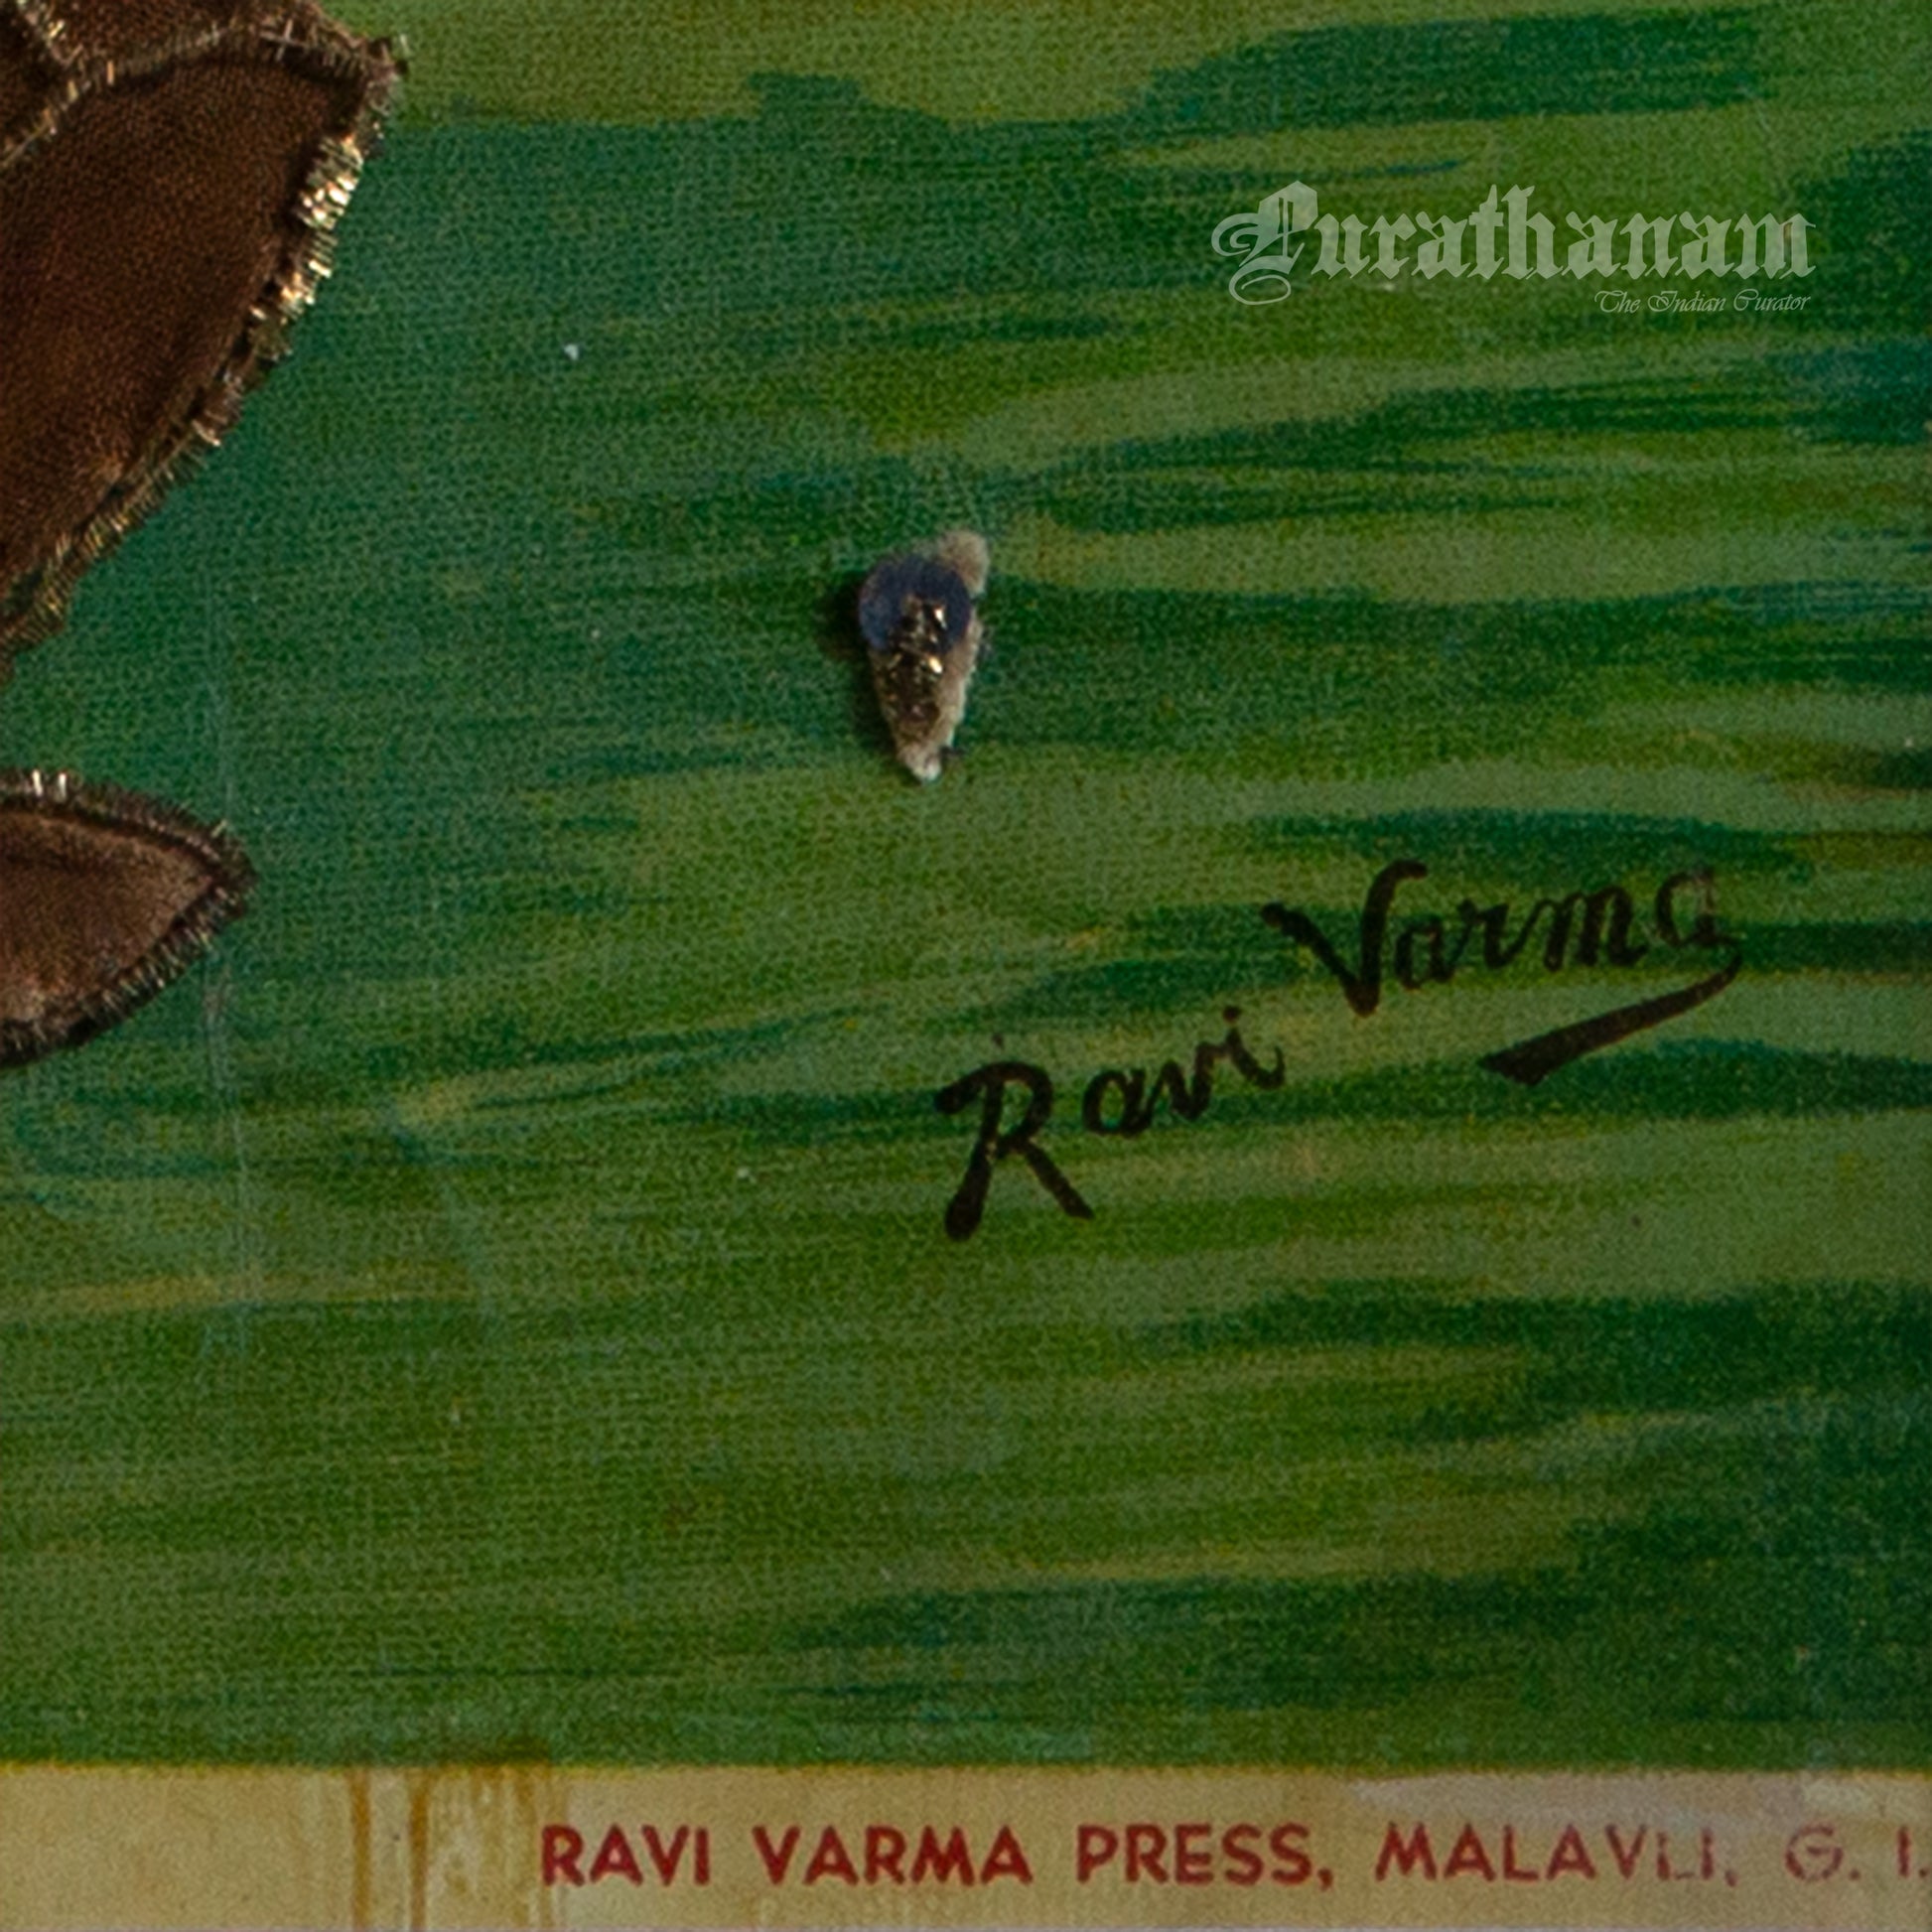 Purathanam
The Indian Curator
Ravi Varma
RAVI VARMA PRESS, MALAVLI, G. I.